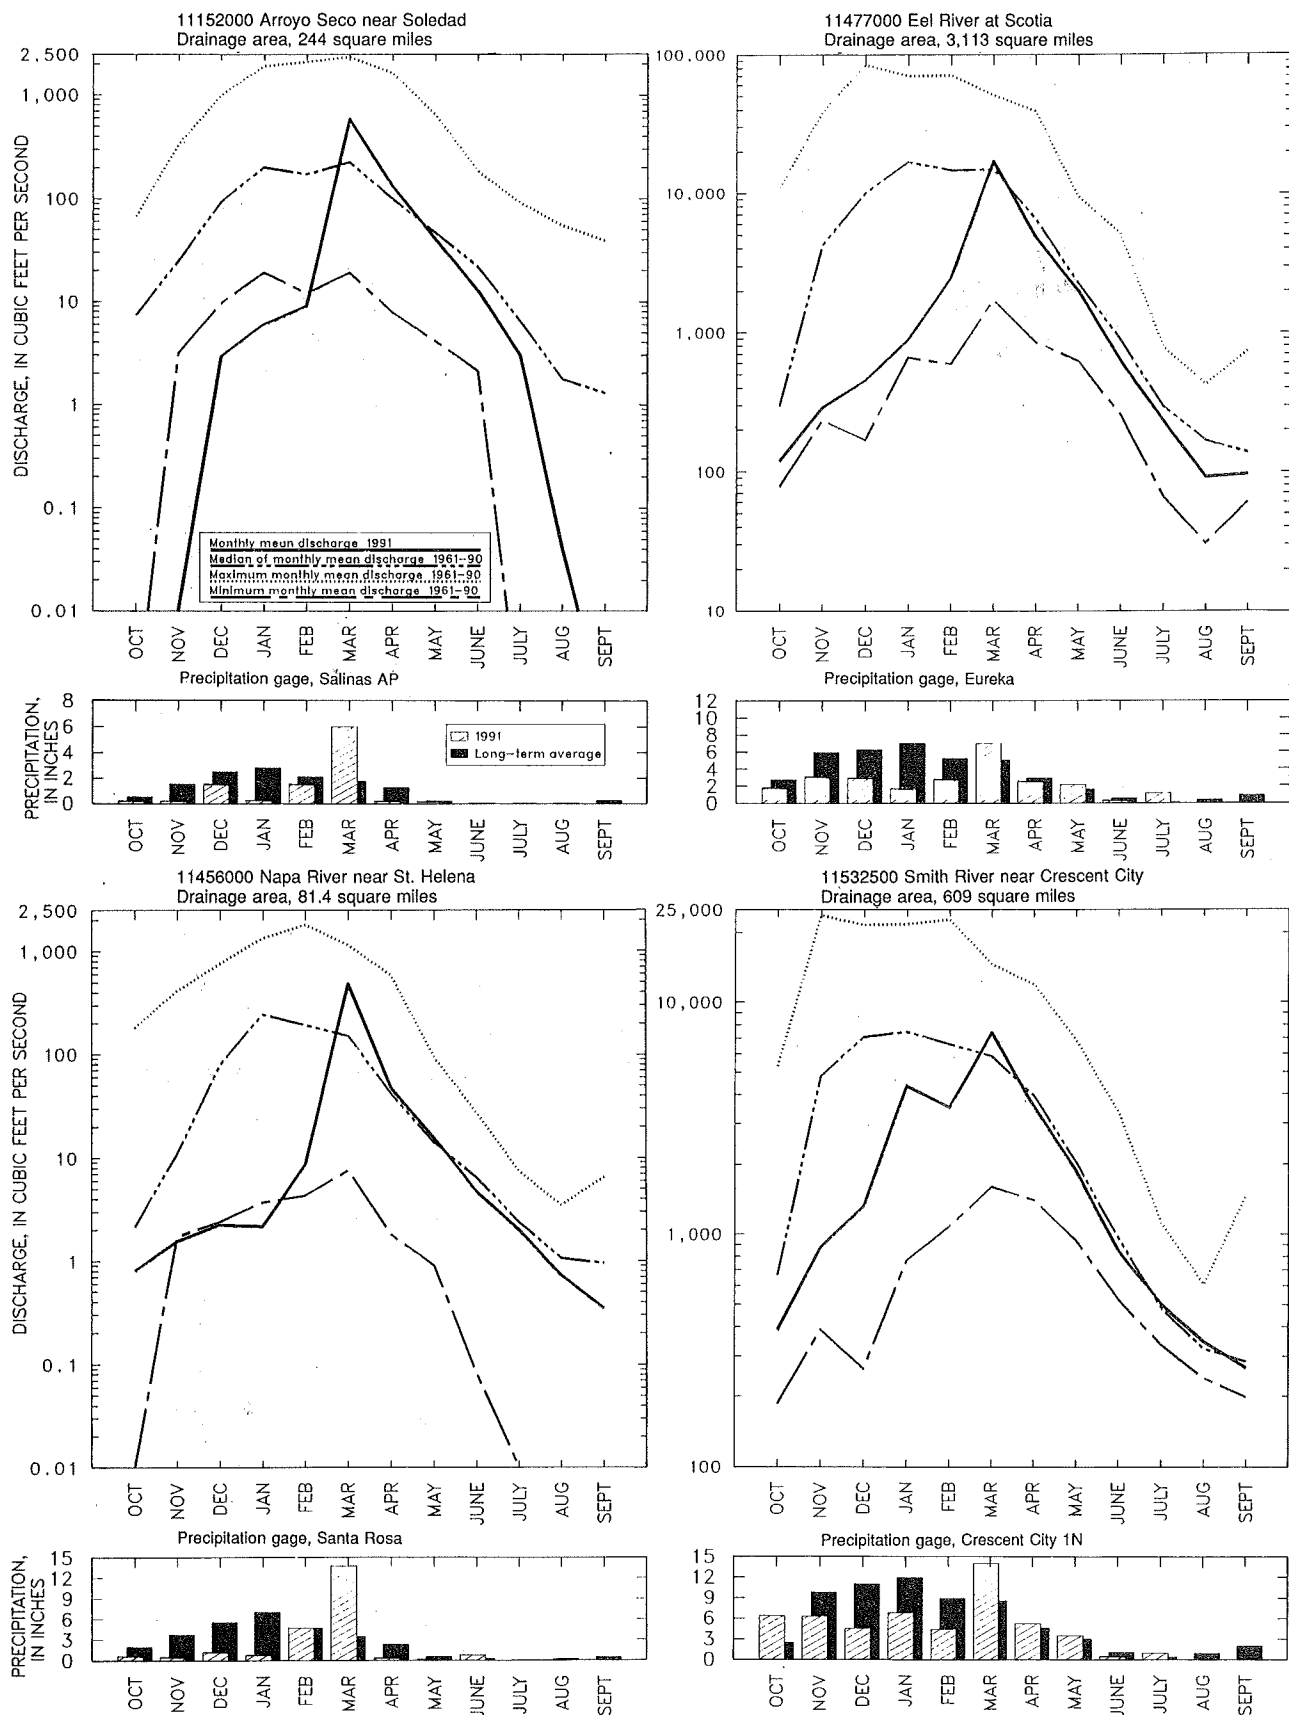 11152000 Arroyo Seco near Soledad
Drainage area, 244 square miles
DISCHARGE, IN CUBIC FEET PER SECOND
2,500
1,000
100
10
1
0.1
0.01
Monthly mean discharge 1991
Median of monthly mean discharge 1961-90
Maximum monthly mean discharge 1961-90
Minimum monthly mean discharge 1961-90
OCT NOV DEC JAN FEB MAR APR MAY JUNE JULY AUG SEPT
Precipitation gage, Salinas AP
PRECIPITATION,
IN INCHES
8
6
4
2
0
1991
Long-term average
OCT NOV DEC JAN FEB MAR APR MAY JUNE JULY AUG SEPT
11477000 Eel River at Scotia
Drainage area, 3,113 square miles
100,000
10,000
1,000
100
10
OCT NOV DEC JAN FEB MAR APR MAY JUNE JULY AUG SEPT
Precipitation gage, Eureka
12
10
8
6
4
2
0
OCT NOV DEC JAN FEB MAR APR MAY JUNE JULY AUG SEPT
11456000 Napa River near St. Helena
Drainage area, 81.4 square miles
DISCHARGE, IN CUBIC FEET PER SECOND
2,500
1,000
100
10
1
0.1
0.01
OCT NOV DEC JAN FEB MAR APR MAY JUNE JULY AUG SEPT
Precipitation gage, Santa Rosa
PRECIPITATION,
IN INCHES
15
12
9
6
3
0
OCT NOV DEC JAN FEB MAR APR MAY JUNE JULY AUG SEPT
11532500 Smith River near Crescent City
Drainage area, 609 square miles
25,000
10,000
1,000
100
OCT NOV DEC JAN FEB MAR APR MAY JUNE JULY AUG SEPT
Precipitation gage, Crescent City 1N
15
12
9
6
3
0
OCT NOV DEC JAN FEB MAR APR MAY JUNE JULY AUG SEPT